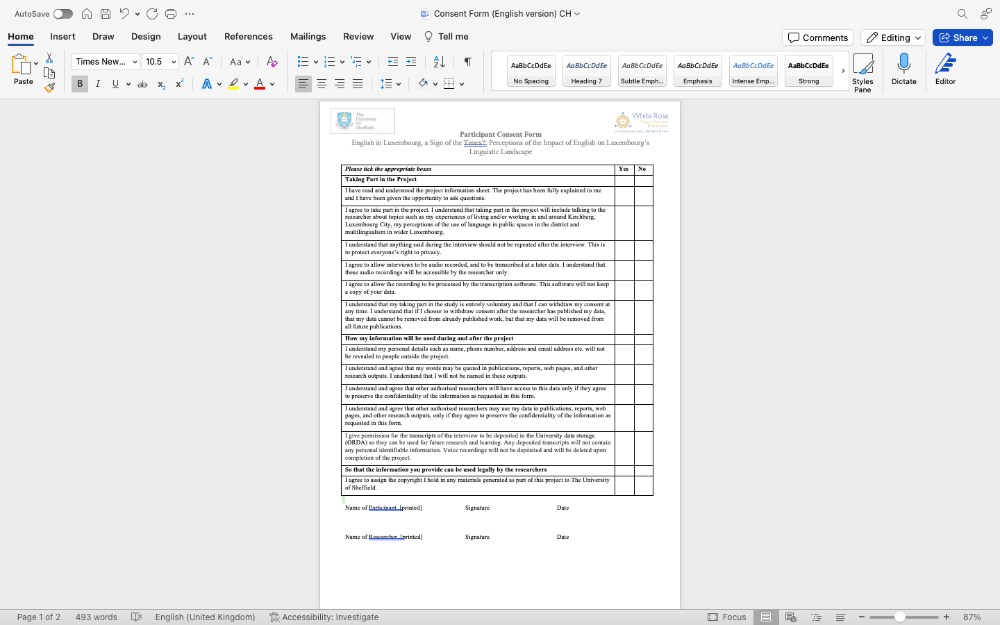 AutoSave
Consent Form (English version) CH
Home Insert Draw Design Layout References Mailings Review View Tell me
Comments Editing Share
Paste
Times New... 10.5
AaBbCcDdEe AaBbCcDdEe AaBbCcDdEe AaBbCcDdEe AaBbCcDdEe AaBbCcDdEe
No Spacing Heading 7 Subtle Emph... Emphasis Intense Emp... Strong
Styles Pane
Dictate
Editor
The
University
Of
Sheffield.
White Rose
College of the Arts
& Humanities
Universities of Leeds, Sheffield & York
Participant Consent Form
English in Luxembourg, a Sign of the Times?: Perceptions of the Impact of English on Luxembourg's
Linguistic Landscape
Please tick the appropriate boxes Yes No
Taking Part in the Project
I have read and understood the project information sheet. The project has been fully explained to me
and I have been given the opportunity to ask questions.
I agree to take part in the project. I understand that taking part in the project will include talking to the
researcher about topics such as my experiences of living and/or working in and around Kirchberg,
Luxembourg City, my perceptions of the use of language in public spaces in the district and
multilingualism in wider Luxembourg.
I understand that anything said during the interview should not be repeated after the interview. This is
to protect everyone's right to privacy.
I agree to allow interviews to be audio recorded, and to be transcribed at a later date. I understand that
these audio recordings will be accessible by the researcher only.
I agree to allow the recording to be processed by the transcription software. This software will not keep
a copy of your data.
I understand that my taking part in the study is entirely voluntary and that I can withdraw my consent at
any time. I understand that if I choose to withdraw consent after the researcher has published my data,
that my data cannot be removed from already published work, but that my data will be removed from
all future publications.
How my information will be used during and after the project
I understand my personal details such as name, phone number, address and email address etc. will not
be revealed to people outside the project.
I understand and agree that my words may be quoted in publications, reports, web pages, and other
research outputs. I understand that I will not be named in these outputs.
I understand and agree that other authorised researchers will have access to this data only if they agree
to preserve the confidentiality of the information as requested in this form.
I understand and agree that other authorised researchers may use my data in publications, reports, web
pages, and other research outputs, only if they agree to preserve the confidentiality of the information as
requested in this form.
I give permission for the transcripts of the interview to be deposited in the University data storage
(ORDA) so they can be used for future research and learning. Any deposited transcripts will not contain
any personal identifiable information. Voice recordings will not be deposited and will be deleted upon
completion of the project.
So that the information you provide can be used legally by the researchers
I agree to assign the copyright I hold in any materials generated as part of this project to The University
of Sheffield.
Name of Participant [printed] Signature Date
Name of Researcher [printed] Signature Date
Page 1 of 2 493 words English (United Kingdom) Accessibility: Investigate Focus 87%